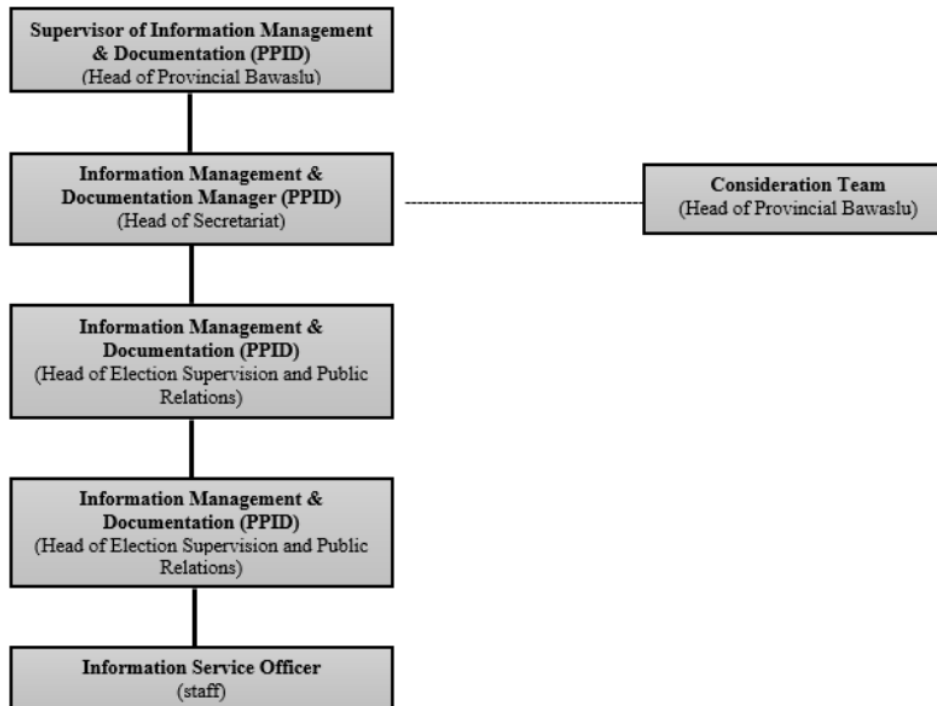 Supervisor of Information Management
& Documentation (PPID)
(Head of Provincial Bawaslu)
Information Management &
Documentation Manager (PPID)
(Head of Secretariat)
Consideration Team
(Head of Provincial Bawaslu)
Information Management &
Documentation (PPID)
(Head of Election Supervision and Public
Relations)
Information Management &
Documentation (PPID)
(Head of Election Supervision and Public
Relations)
Information Service Officer
(staff)